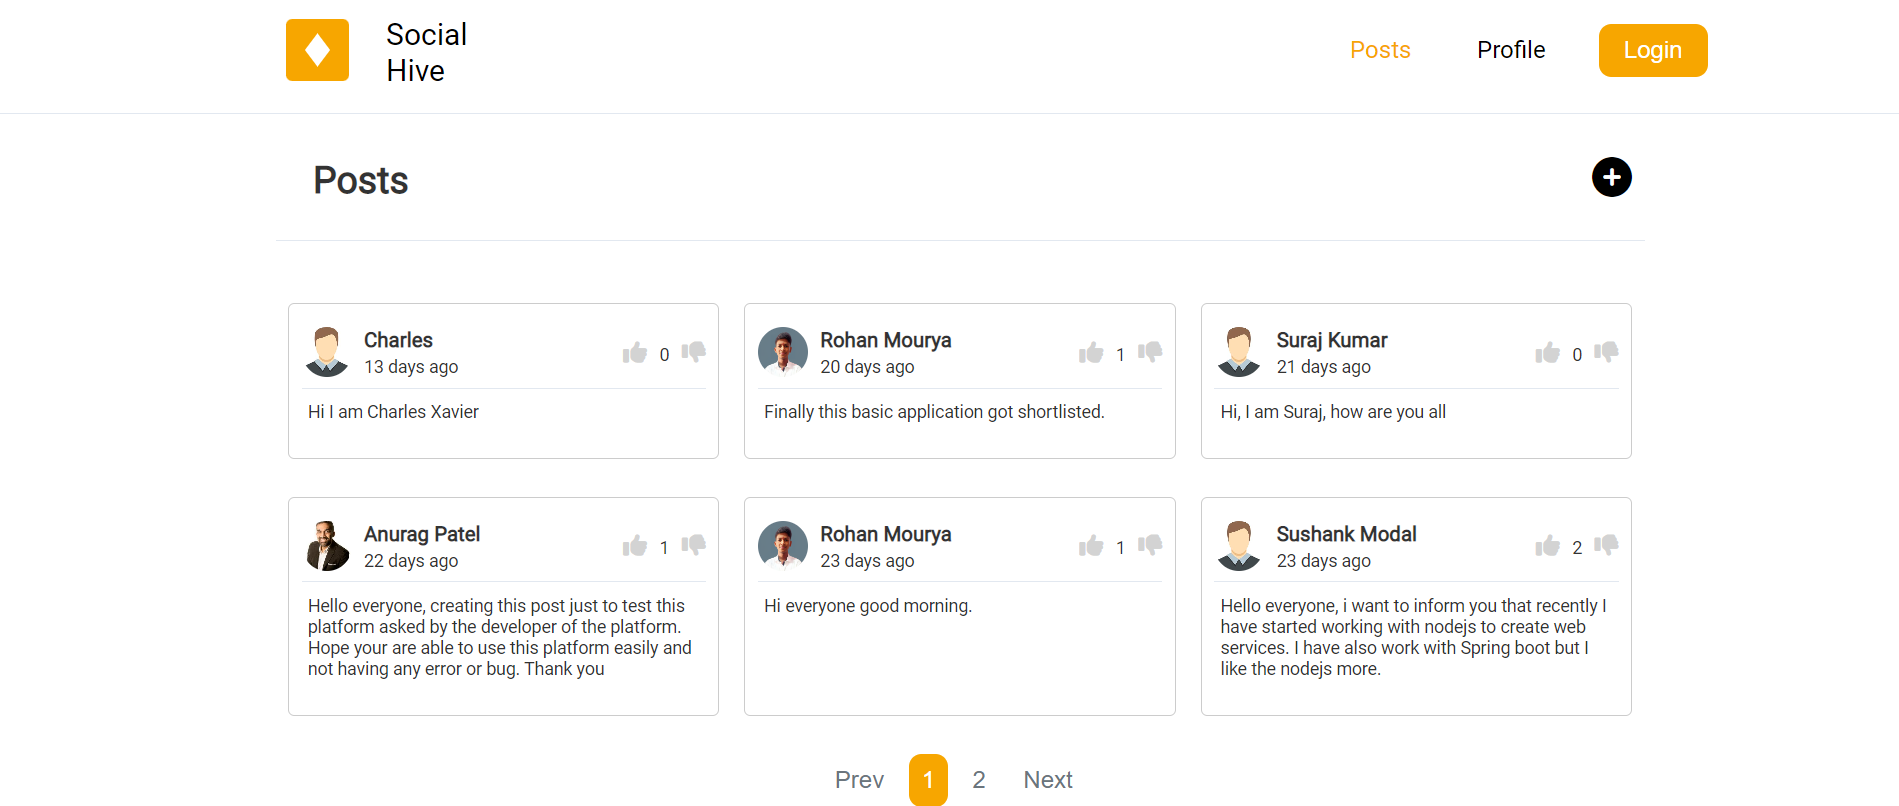 Social
Hive
Posts
Profile
Login
Posts
Charles
13 days ago
0
Hi I am Charles Xavier
Rohan Mourya
20 days ago
1
Finally this basic application got shortlisted.
Suraj Kumar
21 days ago
0
Hi, I am Suraj, how are you all
Anurag Patel
22 days ago
1
Hello everyone, creating this post just to test this
platform asked by the developer of the platform.
Hope your are able to use this platform easily and
not having any error or bug. Thank you
Rohan Mourya
23 days ago
1
Hi everyone good morning.
Sushank Modal
23 days ago
2
Hello everyone, i want to inform you that recently I
have started working with nodejs to create web
services. I have also work with Spring boot but I
like the nodejs more.
Prev 1 2 Next